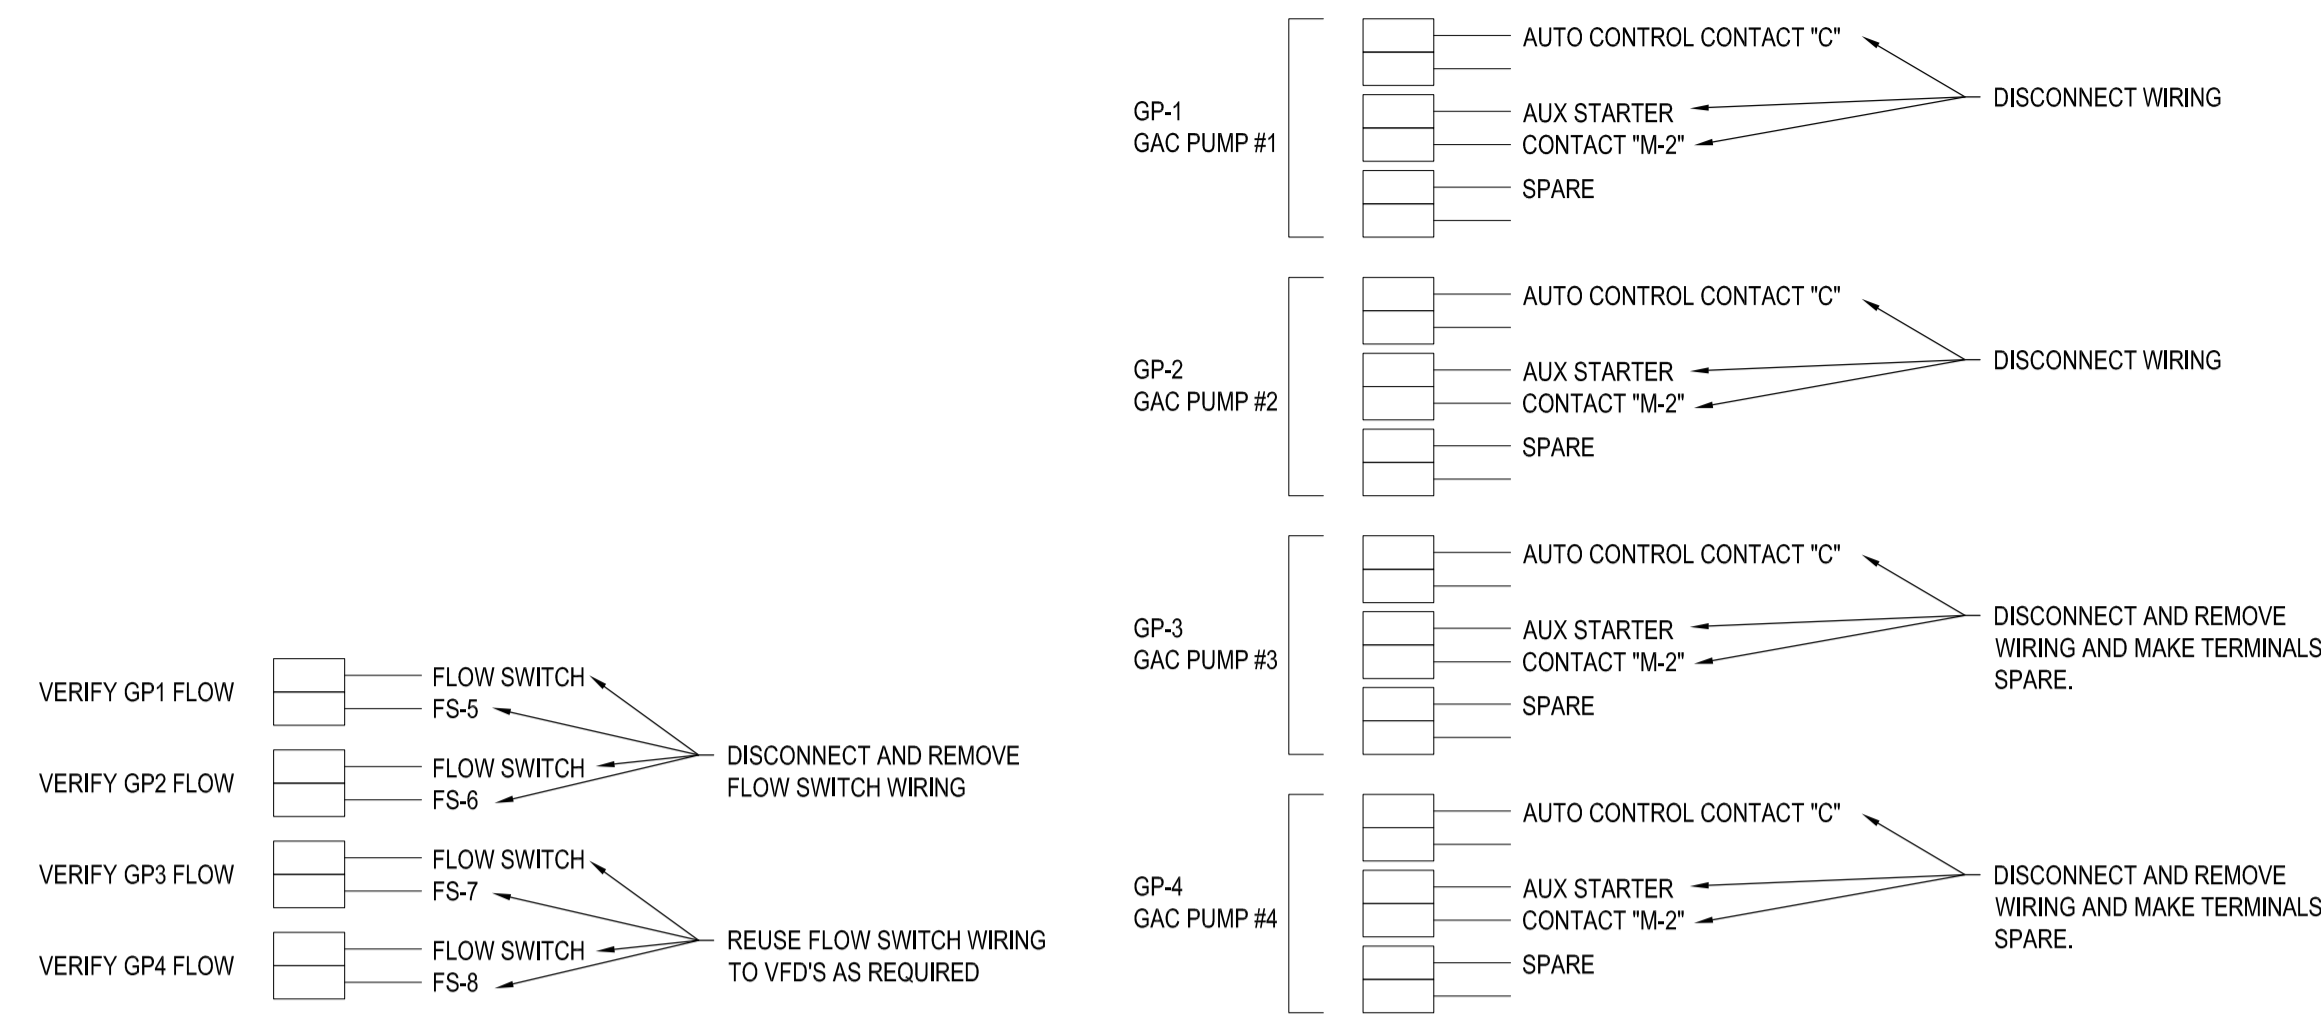 VERIFY GP1 FLOW
FLOW SWITCH
FS-5
VERIFY GP2 FLOW
FLOW SWITCH
FS-6
DISCONNECT AND REMOVE
FLOW SWITCH WIRING
VERIFY GP3 FLOW
FLOW SWITCH
FS-7
VERIFY GP4 FLOW
FLOW SWITCH
FS-8
REUSE FLOW SWITCH WIRING
TO VFD'S AS REQUIRED
GP-1
GAC PUMP #1
AUTO CONTROL CONTACT "C"
AUX STARTER
CONTACT "M-2"
SPARE
DISCONNECT WIRING
GP-2
GAC PUMP #2
AUTO CONTROL CONTACT "C"
AUX STARTER
CONTACT "M-2"
SPARE
DISCONNECT WIRING
GP-3
GAC PUMP #3
AUTO CONTROL CONTACT "C"
AUX STARTER
CONTACT "M-2"
SPARE
DISCONNECT AND REMOVE
WIRING AND MAKE TERMINALS
SPARE.
GP-4
GAC PUMP #4
AUTO CONTROL CONTACT "C"
AUX STARTER
CONTACT "M-2"
SPARE
DISCONNECT AND REMOVE
WIRING AND MAKE TERMINALS
SPARE.